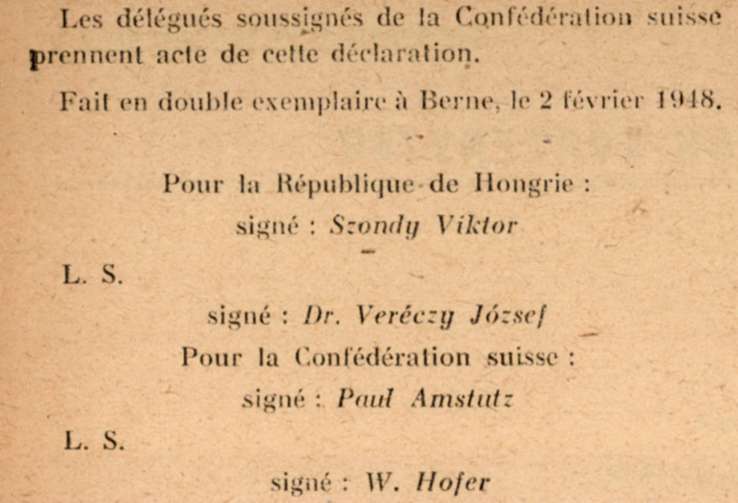 Les délégués soussignés de la Confédération suisse
prennent acte de cette déclaration.
Fait en double exemplaire à Berne, le 2 février 1948.
Pour la République de Hongrie :
signé : Szondy Viktor
L. S.
signé : Dr. Veréczy József
Pour la Confédération suisse :
signé : Paul Amstutz
L. S.
signé : W. Hofer